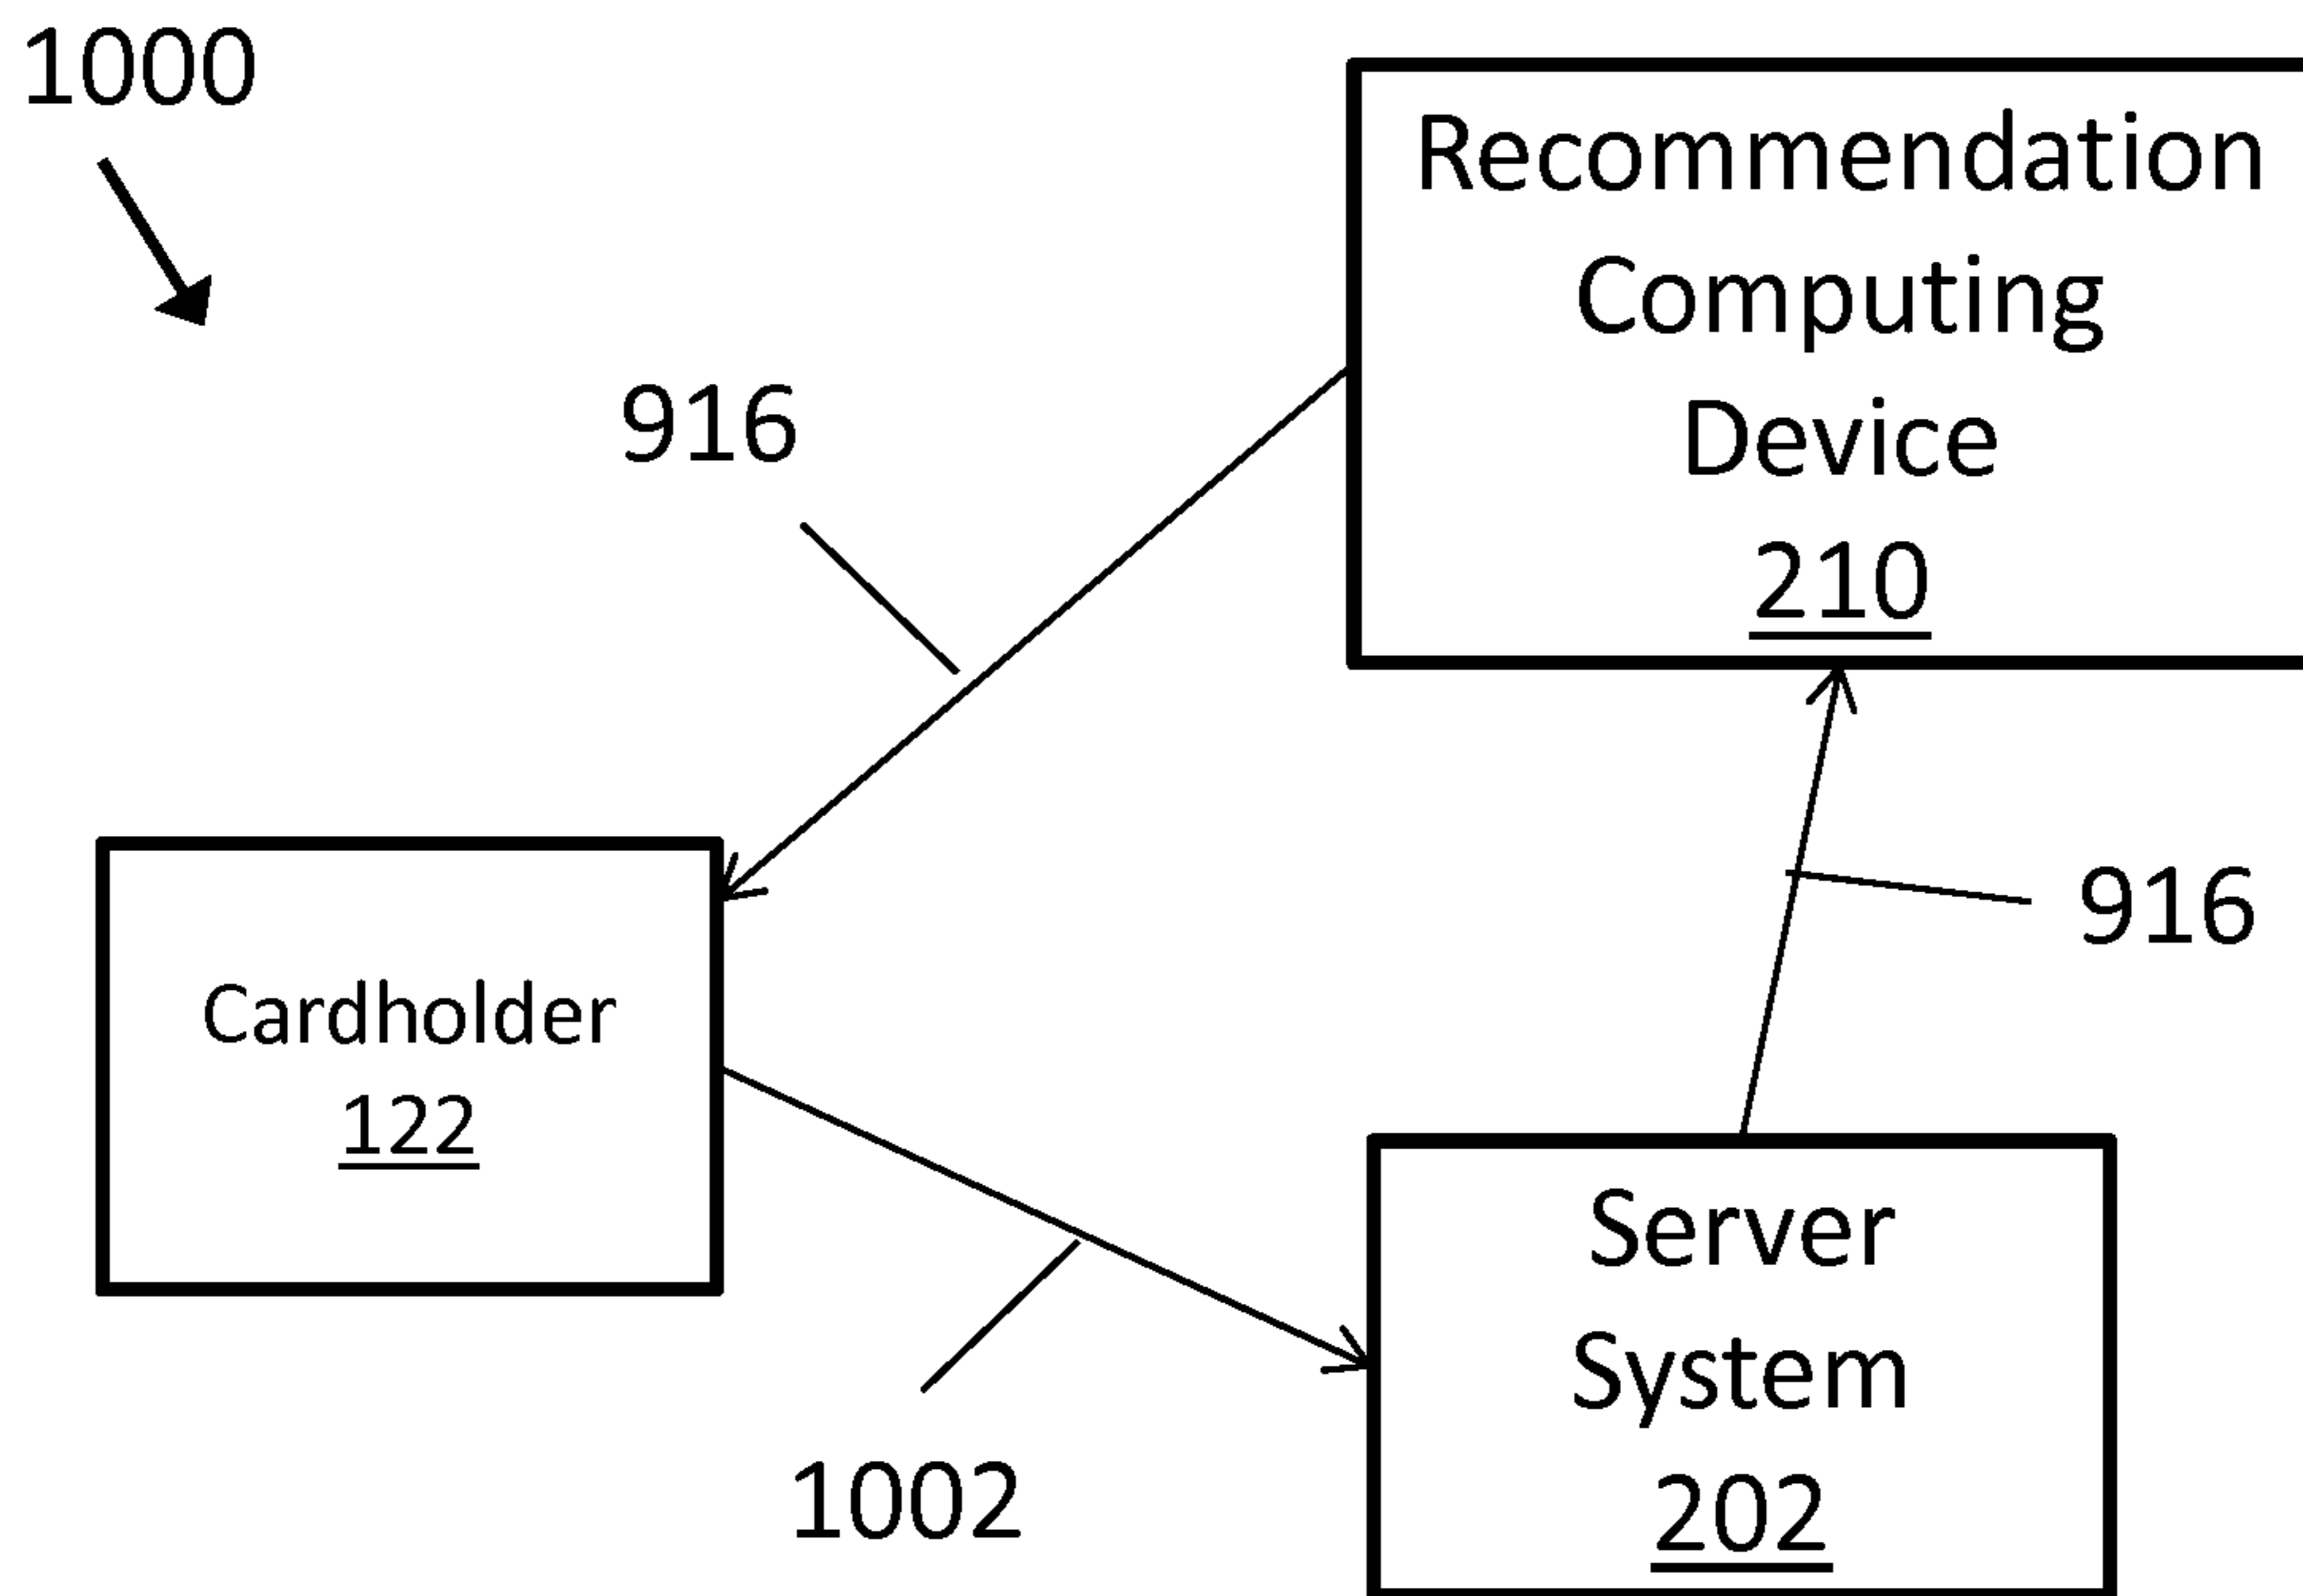 1000
Recommendation
Computing
Device
210
916
916
Cardholder
122
Server
System
202
1002